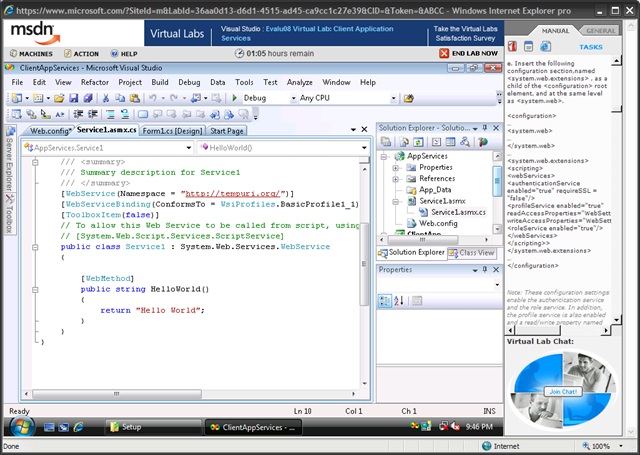 https://www.microsoft.com/?SiteId=m&LabId=36aa0d13-d6d1-4515-ad45-ca9cc1c27e39&CID=&Token=&ABCC - Windows Internet Explorer pro
msdn
Virtual Labs
Visual Studio : Evalu08 Virtual Lab: Client Application Services
Take the Virtual Labs Satisfaction Survey
MACHINES
ACTION
HELP
01:05 hours remain
END LAB NOW
ClientAppServices - Microsoft Visual Studio
File Edit View Refactor Project Build Debug Data Tools Test Analyze Window Help
Debug
Any CPU
Web.config* Service1.asmx.cs Form1.cs [Design] Start Page
AppServices.Service1
HelloWorld()
Server Explorer
Toolbox
/// <summary>
/// Summary description for Service1
/// </summary>
[WebService(Namespace = "http://tempuri.org/")]
[WebServiceBinding(ConformsTo = WsiProfiles.BasicProfile1_1)
[ToolboxItem(false)]
// To allow this Web Service to be called from script, using
// [System.Web.Script.Services.ScriptService]
public class Service1 : System.Web.Services.WebService
{
[WebMethod]
public string HelloWorld()
{
return "Hello World";
}
}
}
Solution Explorer - Solutio...
AppServices
Properties
References
App_Data
Service1.asmx
Service1.asmx.cs
Web.config
ClientApp
Solution Explorer
Class View
Properties
Ready
Ln 10
Col 1
Ch 1
INS
Setup
ClientAppServices - ...
9:46 PM
MANUAL
GENERAL
TASKS
e. Insert the following
configuration section.named
<system.web.extensions> . as a
child of the <configuration> root
element, and at the same level
as <system.web>.
<configuration>
...
<system.web>
...
</system.web>
...
<system.web.extensions>
<scripting>
<webServices>
<authenticationService
enabled="true" requireSSL =
"false"/>
<profileService enabled="true"
readAccessProperties="WebSett
writeAccessProperties="WebSett
<roleService enabled="true"/>
</webServices>
</scripting>>
</system.web.extensions>
...
</configuration>
Note: These configuration settings
enable the authentication service
and the role service. In addition,
the profile service is also enabled
and a read/write property named
Virtual Lab Chat:
Join Chat!
Done
Internet
100%